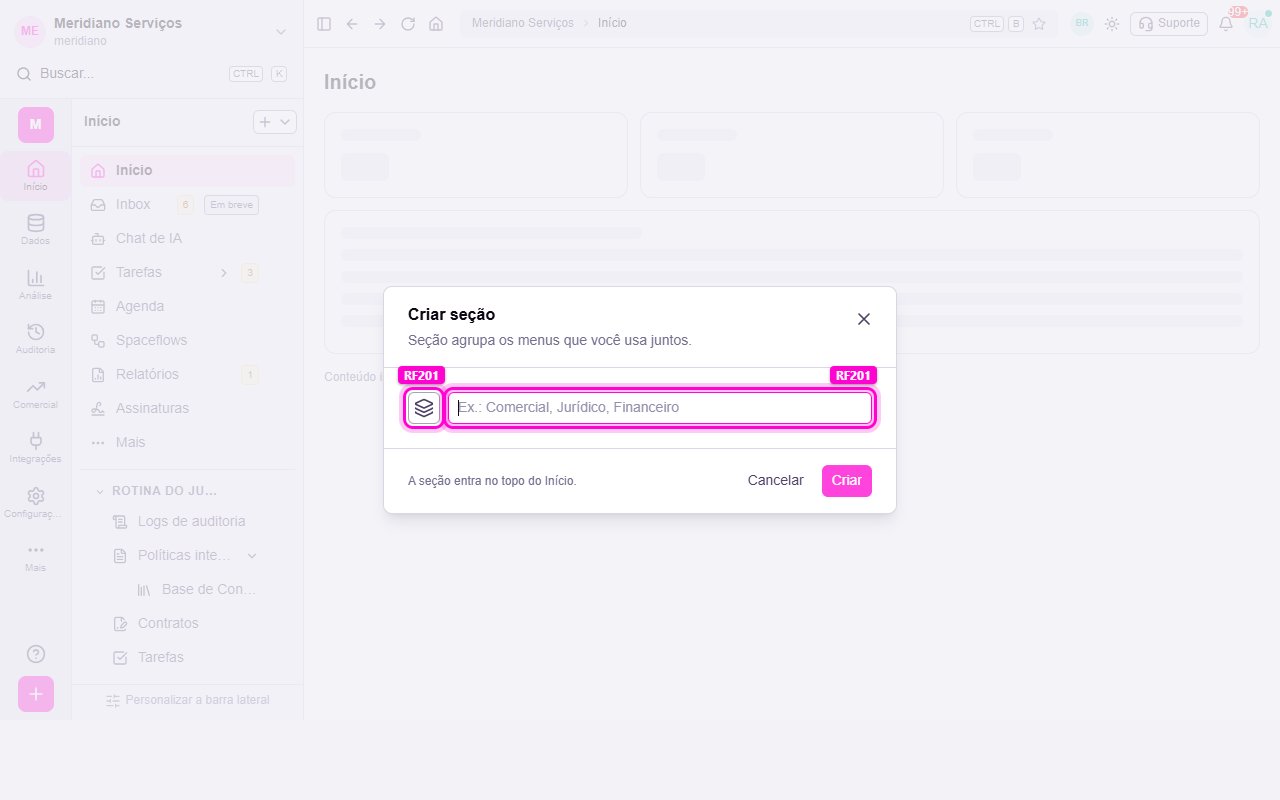 ME
Meridiano Serviços
meridiano
Buscar...
CTRL
K
M
Início
Dados
Análise
Auditoria
Comercial
Integrações
Configuraç...
Mais
Início
Início
Inbox
6
Em breve
Chat de IA
Tarefas
3
Agenda
Spaceflows
Relatórios
1
Assinaturas
Mais
ROTINA DO JU...
Logs de auditoria
Políticas inte...
Base de Con...
Contratos
Tarefas
Personalizar a barra lateral
Meridiano Serviços
Início
CTRL
B
BR
Suporte
99+
RA
Início
Criar seção
Seção agrupa os menus que você usa juntos.
RF201
RF201
Ex.: Comercial, Jurídico, Financeiro
A seção entra no topo do Início.
Cancelar
Criar